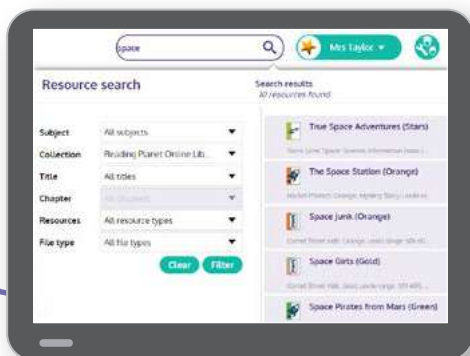 space
Mrs Taylor
Resource search
Search results
resources found
Subject
All subjects
Collection
Reading Planet Online Lib...
Title
All titles
Chapter
Resources
All resource types
File type
All file types
Clear
Filter
True Space Adventures (Stars)
The Space Station (Orange)
Space Junk (Orange)
Space Girts (Gold)
Space Pirates from Mars (Green)